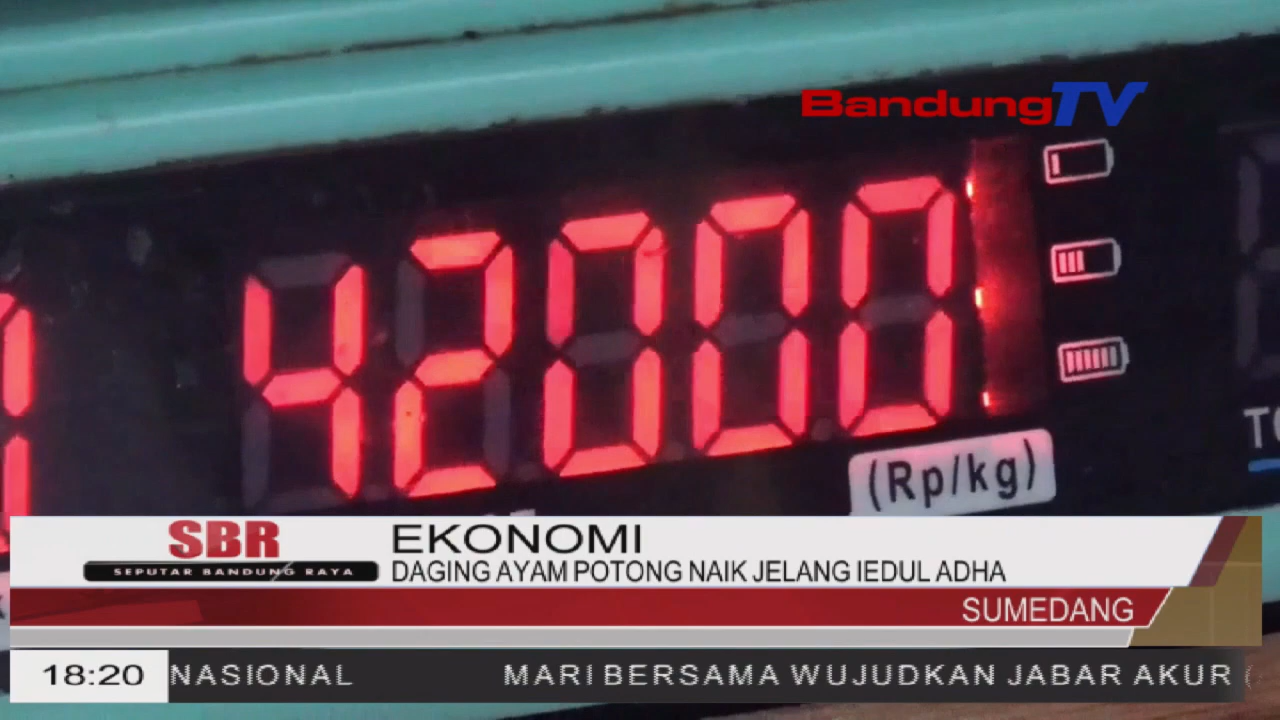 BandungTV
42000
(Rp/kg)
SBR
SEPUTAR BANDUNG RAYA
EKONOMI
DAGING AYAM POTONG NAIK JELANG IEDUL ADHA
SUMEDANG
18:20
NASIONAL MARI BERSAMA WUJUDKAN JABAR AKUR (